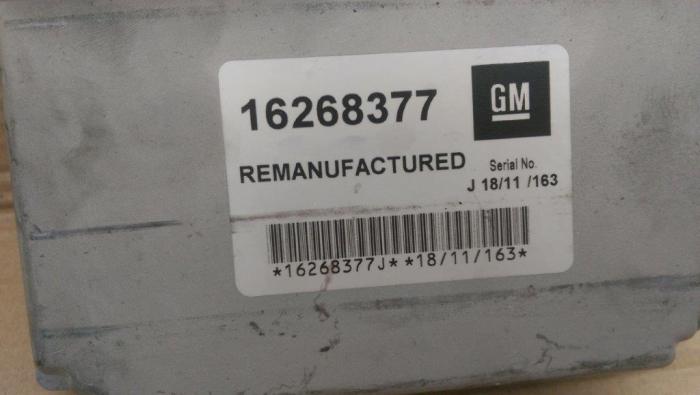 16268377
GM
REMANUFACTURED
Serial No.
J 18/11 /163
*16268377J**18/11/163*